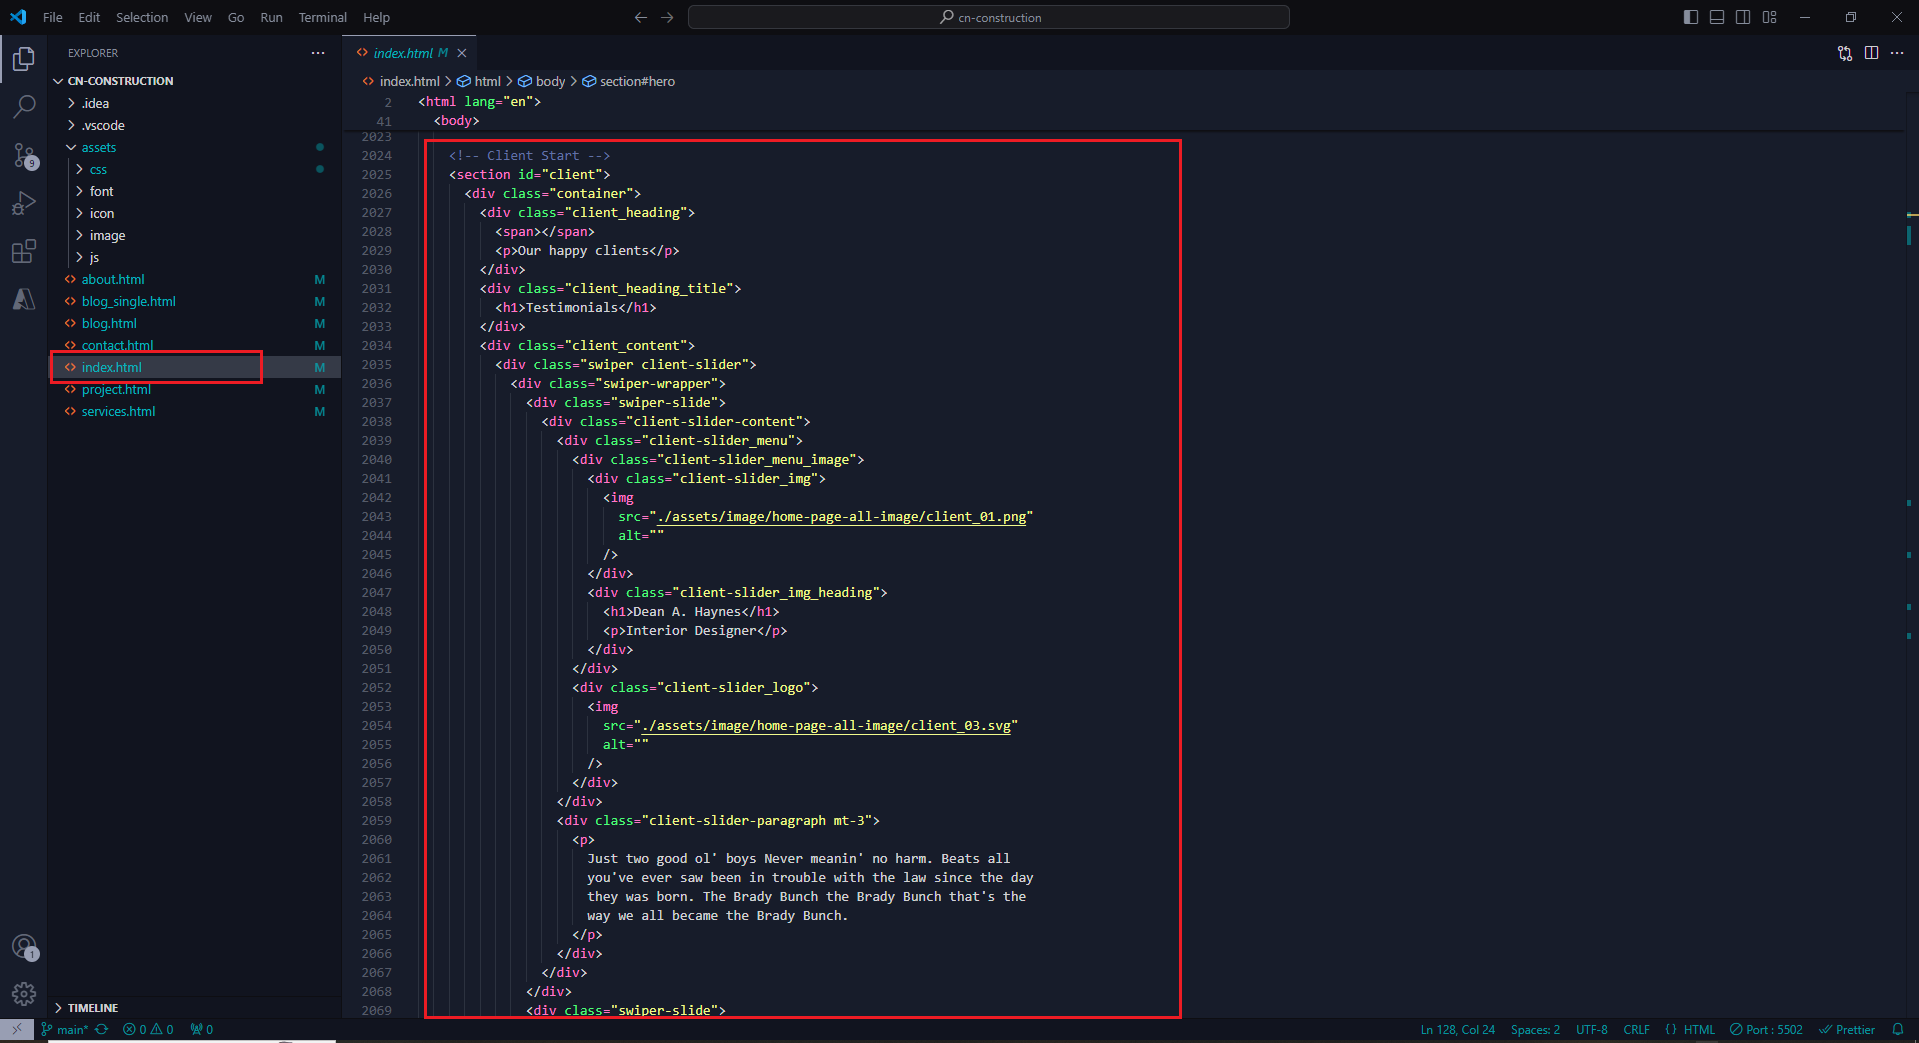 File Edit Selection View Go Run Terminal Help
cn-construction
EXPLORER
CN-CONSTRUCTION
.idea
.vscode
assets
css
font
icon
image
js
about.html M
blog_single.html M
blog.html M
contact.html M
index.html M
project.html M
services.html M
TIMELINE
9
1
index.html M
index.html > html > body > section#hero
2 <html lang="en">
41 <body>
2023
2024 <!-- Client Start -->
2025 <section id="client">
2026 <div class="container">
2027 <div class="client_heading">
2028 <span></span>
2029 <p>Our happy clients</p>
2030 </div>
2031 <div class="client_heading_title">
2032 <h1>Testimonials</h1>
2033 </div>
2034 <div class="client_content">
2035 <div class="swiper client-slider">
2036 <div class="swiper-wrapper">
2037 <div class="swiper-slide">
2038 <div class="client-slider-content">
2039 <div class="client-slider_menu">
2040 <div class="client-slider_menu_image">
2041 <div class="client-slider_img">
2042 <img
2043 src="./assets/image/home-page-all-image/client_01.png"
2044 alt=""
2045 />
2046 </div>
2047 <div class="client-slider_img_heading">
2048 <h1>Dean A. Haynes</h1>
2049 <p>Interior Designer</p>
2050 </div>
2051 </div>
2052 <div class="client-slider_logo">
2053 <img
2054 src="./assets/image/home-page-all-image/client_03.svg"
2055 alt=""
2056 />
2057 </div>
2058 </div>
2059 <div class="client-slider-paragraph mt-3">
2060 <p>
2061 Just two good ol' boys Never meanin' no harm. Beats all
2062 you've ever saw been in trouble with the law since the day
2063 they was born. The Brady Bunch the Brady Bunch that's the
2064 way we all became the Brady Bunch.
2065 </p>
2066 </div>
2067 </div>
2068 </div>
2069 <div class="swiper-slide">
main* 0 0 0 Ln 128, Col 24 Spaces: 2 UTF-8 CRLF {} HTML Port : 5502 Prettier